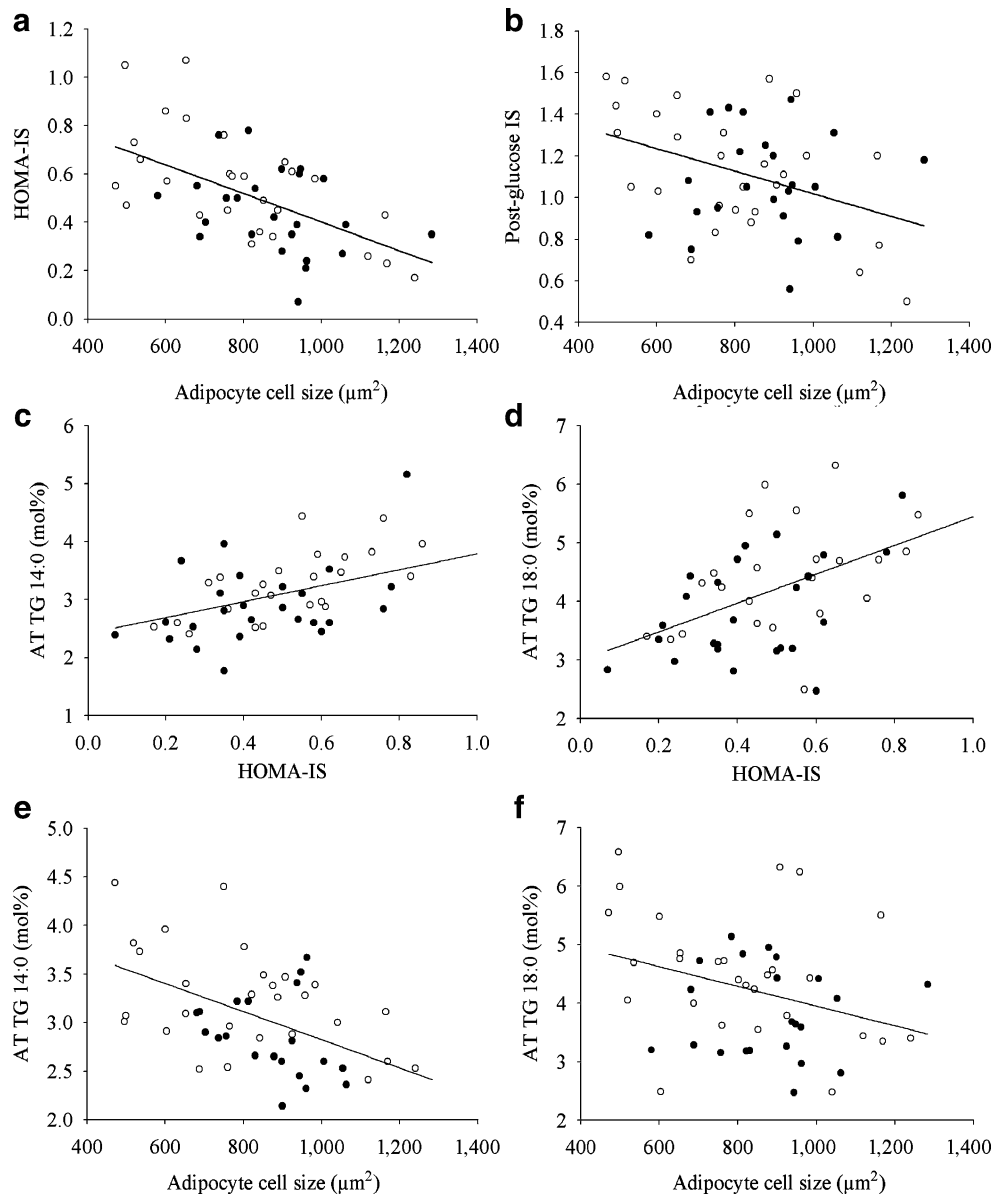 a
1.2
1.0
0.8
0.6
0.4
0.2
0.0
HOMA-IS
400 600 800 1,000 1,200 1,400
Adipocyte cell size (µm²)
b
1.8
1.6
1.4
1.2
1.0
0.8
0.6
0.4
Post-glucose IS
400 600 800 1,000 1,200 1,400
Adipocyte cell size (µm²)
c
6
5
4
3
2
1
AT TG 14:0 (mol%)
0.0 0.2 0.4 0.6 0.8 1.0
HOMA-IS
d
7
6
5
4
3
2
AT TG 18:0 (mol%)
0.0 0.2 0.4 0.6 0.8 1.0
HOMA-IS
e
5.0
4.5
4.0
3.5
3.0
2.5
2.0
AT TG 14:0 (mol%)
400 600 800 1,000 1,200 1,400
Adipocyte cell size (µm²)
f
7
6
5
4
3
2
AT TG 18:0 (mol%)
400 600 800 1,000 1,200 1,400
Adipocyte cell size (µm²)